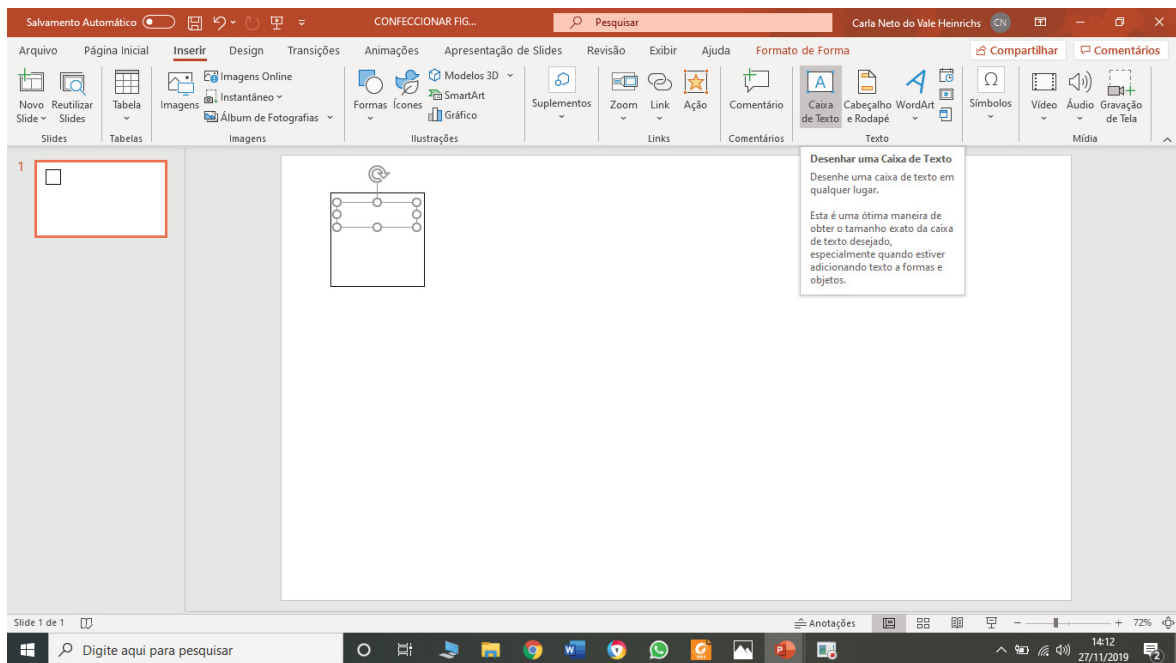 Salvamento Automático
CONFECCIONAR FIG...
Pesquisar
Carla Neto do Vale Heinrichs
CN
Arquivo Página Inicial Inserir Design Transições Animações Apresentação de Slides Revisão Exibir Ajuda Formato de Forma
Compartilhar
Comentários
Novo Slide
Reutilizar Slides
Slides
Tabela
Tabelas
Imagens
Imagens Online
Instantâneo
Álbum de Fotografias
Imagens
Formas
Ícones
Modelos 3D
SmartArt
Gráfico
Ilustrações
Suplementos
Zoom
Link
Ação
Links
Comentário
Comentários
A
Caixa de Texto
Cabeçalho e Rodapé
A
WordArt
Texto
Ω
Símbolos
Vídeo
Áudio
Gravação de Tela
Mídia
Desenhar uma Caixa de Texto
Desenhe uma caixa de texto em
qualquer lugar.
Esta é uma ótima maneira de
obter o tamanho exato da caixa
de texto desejado,
especialmente quando estiver
adicionando texto a formas e
objetos.
1
Slide 1 de 1
Anotações
72%
Digite aqui para pesquisar
14:12
27/11/2019